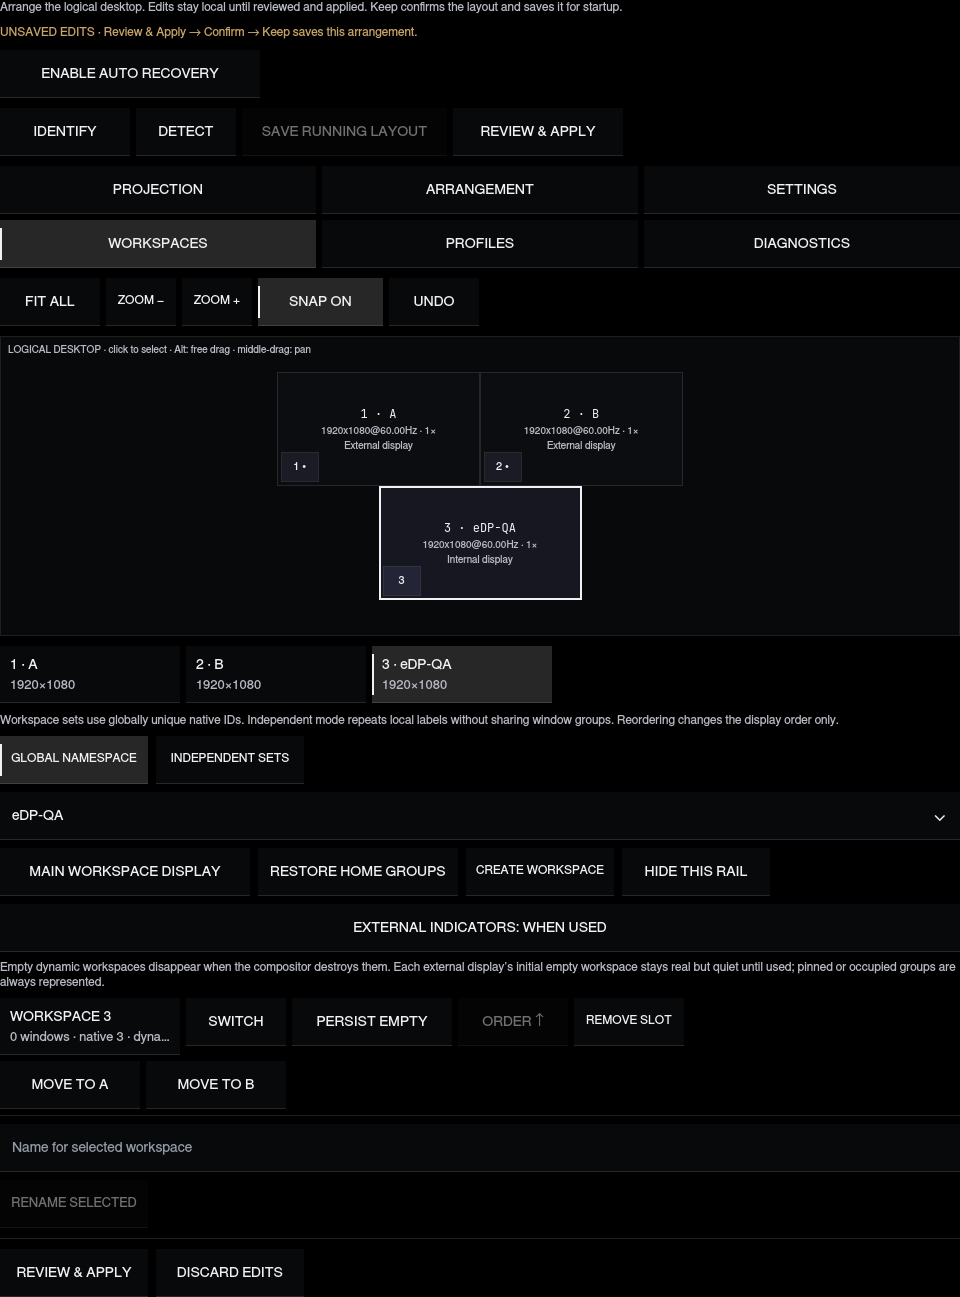 Arrange the logical desktop. Edits stay local until reviewed and applied. Keep confirms the layout and saves it for startup.
UNSAVED EDITS · Review & Apply → Confirm → Keep saves this arrangement.
ENABLE AUTO RECOVERY
IDENTIFY DETECT SAVE RUNNING LAYOUT REVIEW & APPLY
PROJECTION ARRANGEMENT SETTINGS
WORKSPACES PROFILES DIAGNOSTICS
FIT ALL ZOOM − ZOOM + SNAP ON UNDO
LOGICAL DESKTOP · click to select · Alt: free drag · middle-drag: pan
1 · A
1920x1080@60.00Hz · 1×
External display
1 •
2 · B
1920x1080@60.00Hz · 1×
External display
2 •
3 · eDP-QA
1920x1080@60.00Hz · 1×
Internal display
3
1 · A
1920×1080
2 · B
1920×1080
3 · eDP-QA
1920×1080
Workspace sets use globally unique native IDs. Independent mode repeats local labels without sharing window groups. Reordering changes the display order only.
GLOBAL NAMESPACE INDEPENDENT SETS
eDP-QA
MAIN WORKSPACE DISPLAY RESTORE HOME GROUPS CREATE WORKSPACE HIDE THIS RAIL
EXTERNAL INDICATORS: WHEN USED
Empty dynamic workspaces disappear when the compositor destroys them. Each external display's initial empty workspace stays real but quiet until used; pinned or occupied groups are
always represented.
WORKSPACE 3
0 windows · native 3 · dyna...
SWITCH PERSIST EMPTY ORDER ↑ REMOVE SLOT
MOVE TO A MOVE TO B
Name for selected workspace
RENAME SELECTED
REVIEW & APPLY DISCARD EDITS